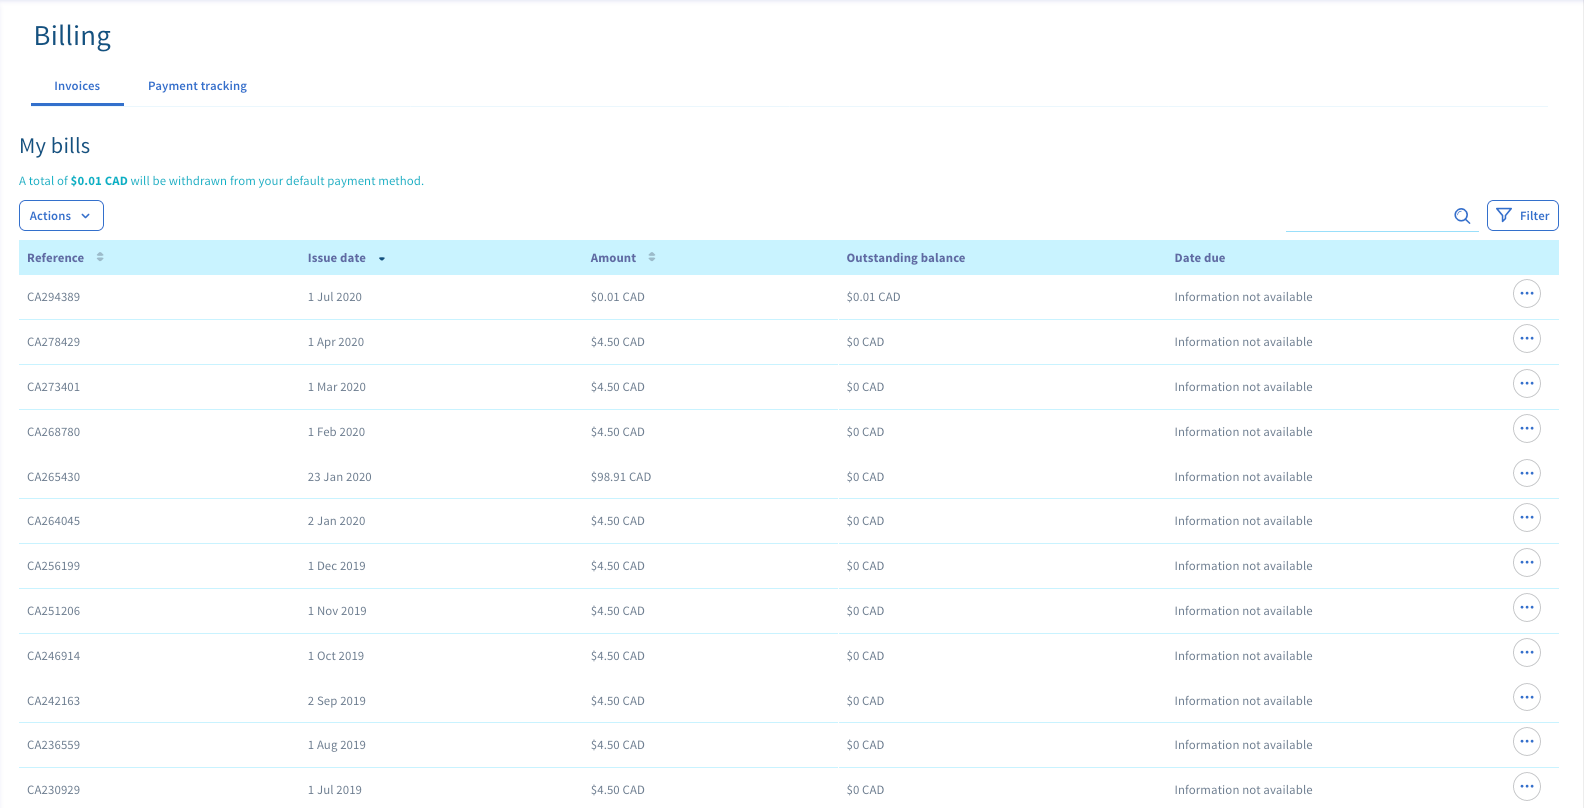 Billing
Invoices Payment tracking
My bills
A total of $0.01 CAD will be withdrawn from your default payment method.
Actions Filter
Reference Issue date Amount Outstanding balance Date due
CA294389 1 Jul 2020 $0.01 CAD $0.01 CAD Information not available
CA278429 1 Apr 2020 $4.50 CAD $0 CAD Information not available
CA273401 1 Mar 2020 $4.50 CAD $0 CAD Information not available
CA268780 1 Feb 2020 $4.50 CAD $0 CAD Information not available
CA265430 23 Jan 2020 $98.91 CAD $0 CAD Information not available
CA264045 2 Jan 2020 $4.50 CAD $0 CAD Information not available
CA256199 1 Dec 2019 $4.50 CAD $0 CAD Information not available
CA251206 1 Nov 2019 $4.50 CAD $0 CAD Information not available
CA246914 1 Oct 2019 $4.50 CAD $0 CAD Information not available
CA242163 2 Sep 2019 $4.50 CAD $0 CAD Information not available
CA236559 1 Aug 2019 $4.50 CAD $0 CAD Information not available
CA230929 1 Jul 2019 $4.50 CAD $0 CAD Information not available